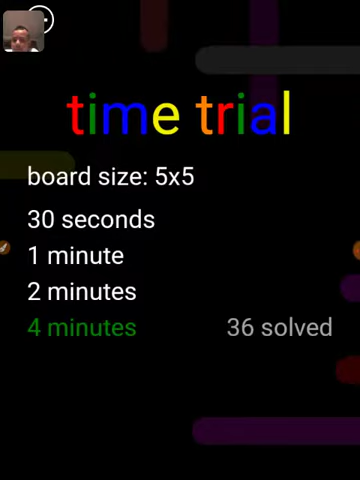 time trial
board size: 5x5
30 seconds
1 minute
2 minutes
4 minutes 36 solved